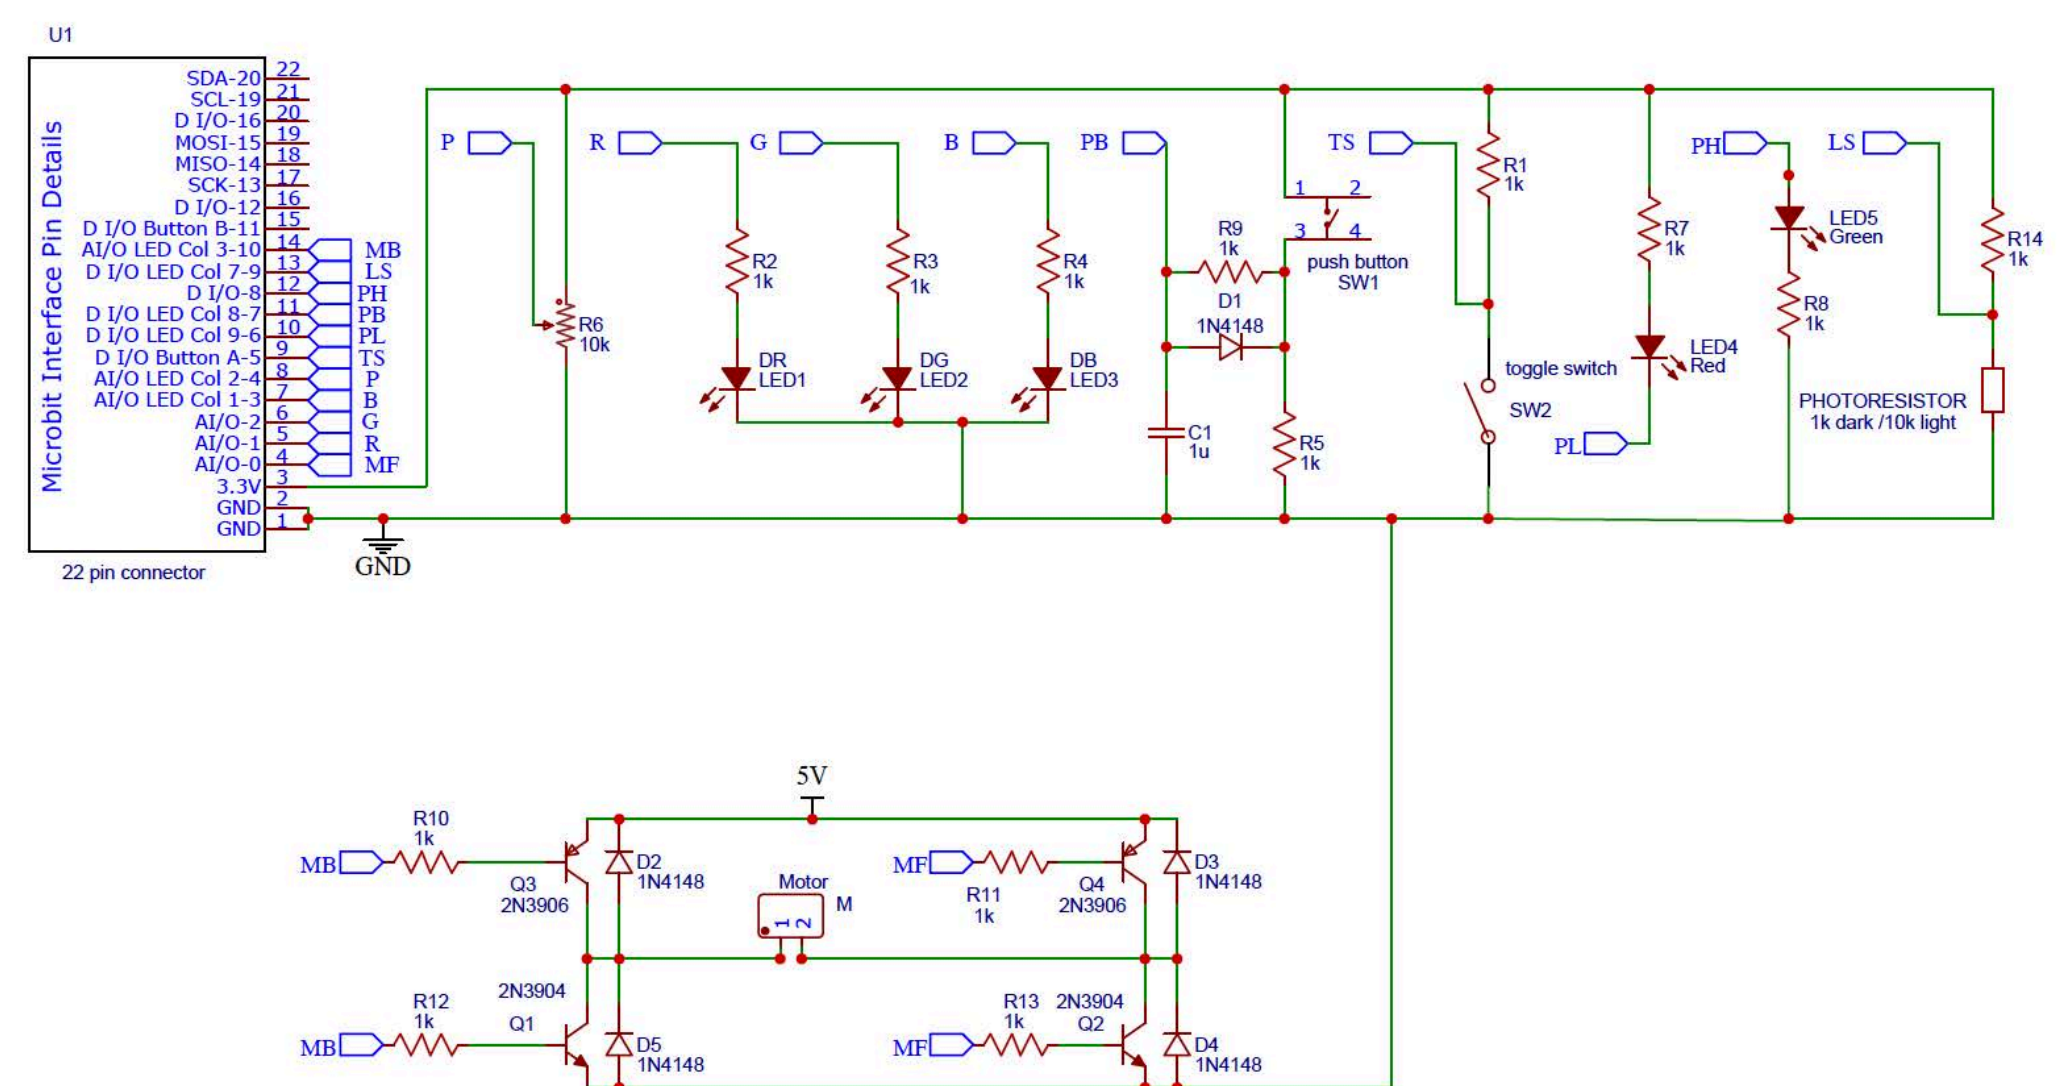 U1
Microbit Interface Pin Details
SDA-20 22
SCL-19 21
D I/O-16 20
MOSI-15 19
MISO-14 18
SCK-13 17
D I/O-12 16
D I/O Button B-11 15
AI/O LED Col 3-10 14 MB
D I/O LED Col 7-9 13 LS
D I/O-8 12 PH
D I/O LED Col 8-7 11 PB
D I/O LED Col 9-6 10 PL
D I/O Button A-5 9 TS
AI/O LED Col 2-4 8 P
AI/O LED Col 1-3 7 B
AI/O-2 6 G
AI/O-1 5 R
AI/O-0 4 MF
3.3V 3
GND 2
GND 1
22 pin connector
GND
P
R6
10k
R
R2
1k
DR
LED1
G
R3
1k
DG
LED2
B
R4
1k
DB
LED3
PB
R9
1k
D1
1N4148
C1
1u
1 2
3 4
push button
SW1
R5
1k
TS
R1
1k
toggle switch
SW2
R7
1k
LED4
Red
PL
PH
LED5
Green
R8
1k
LS
R14
1k
PHOTORESISTOR
1k dark /10k light
5V
R10
1k
MB
Q3
2N3906
D2
1N4148
Motor
M
1
2
MF
R11
1k
Q4
2N3906
D3
1N4148
R12
1k
MB
2N3904
Q1
D5
1N4148
R13
1k
MF
2N3904
Q2
D4
1N4148